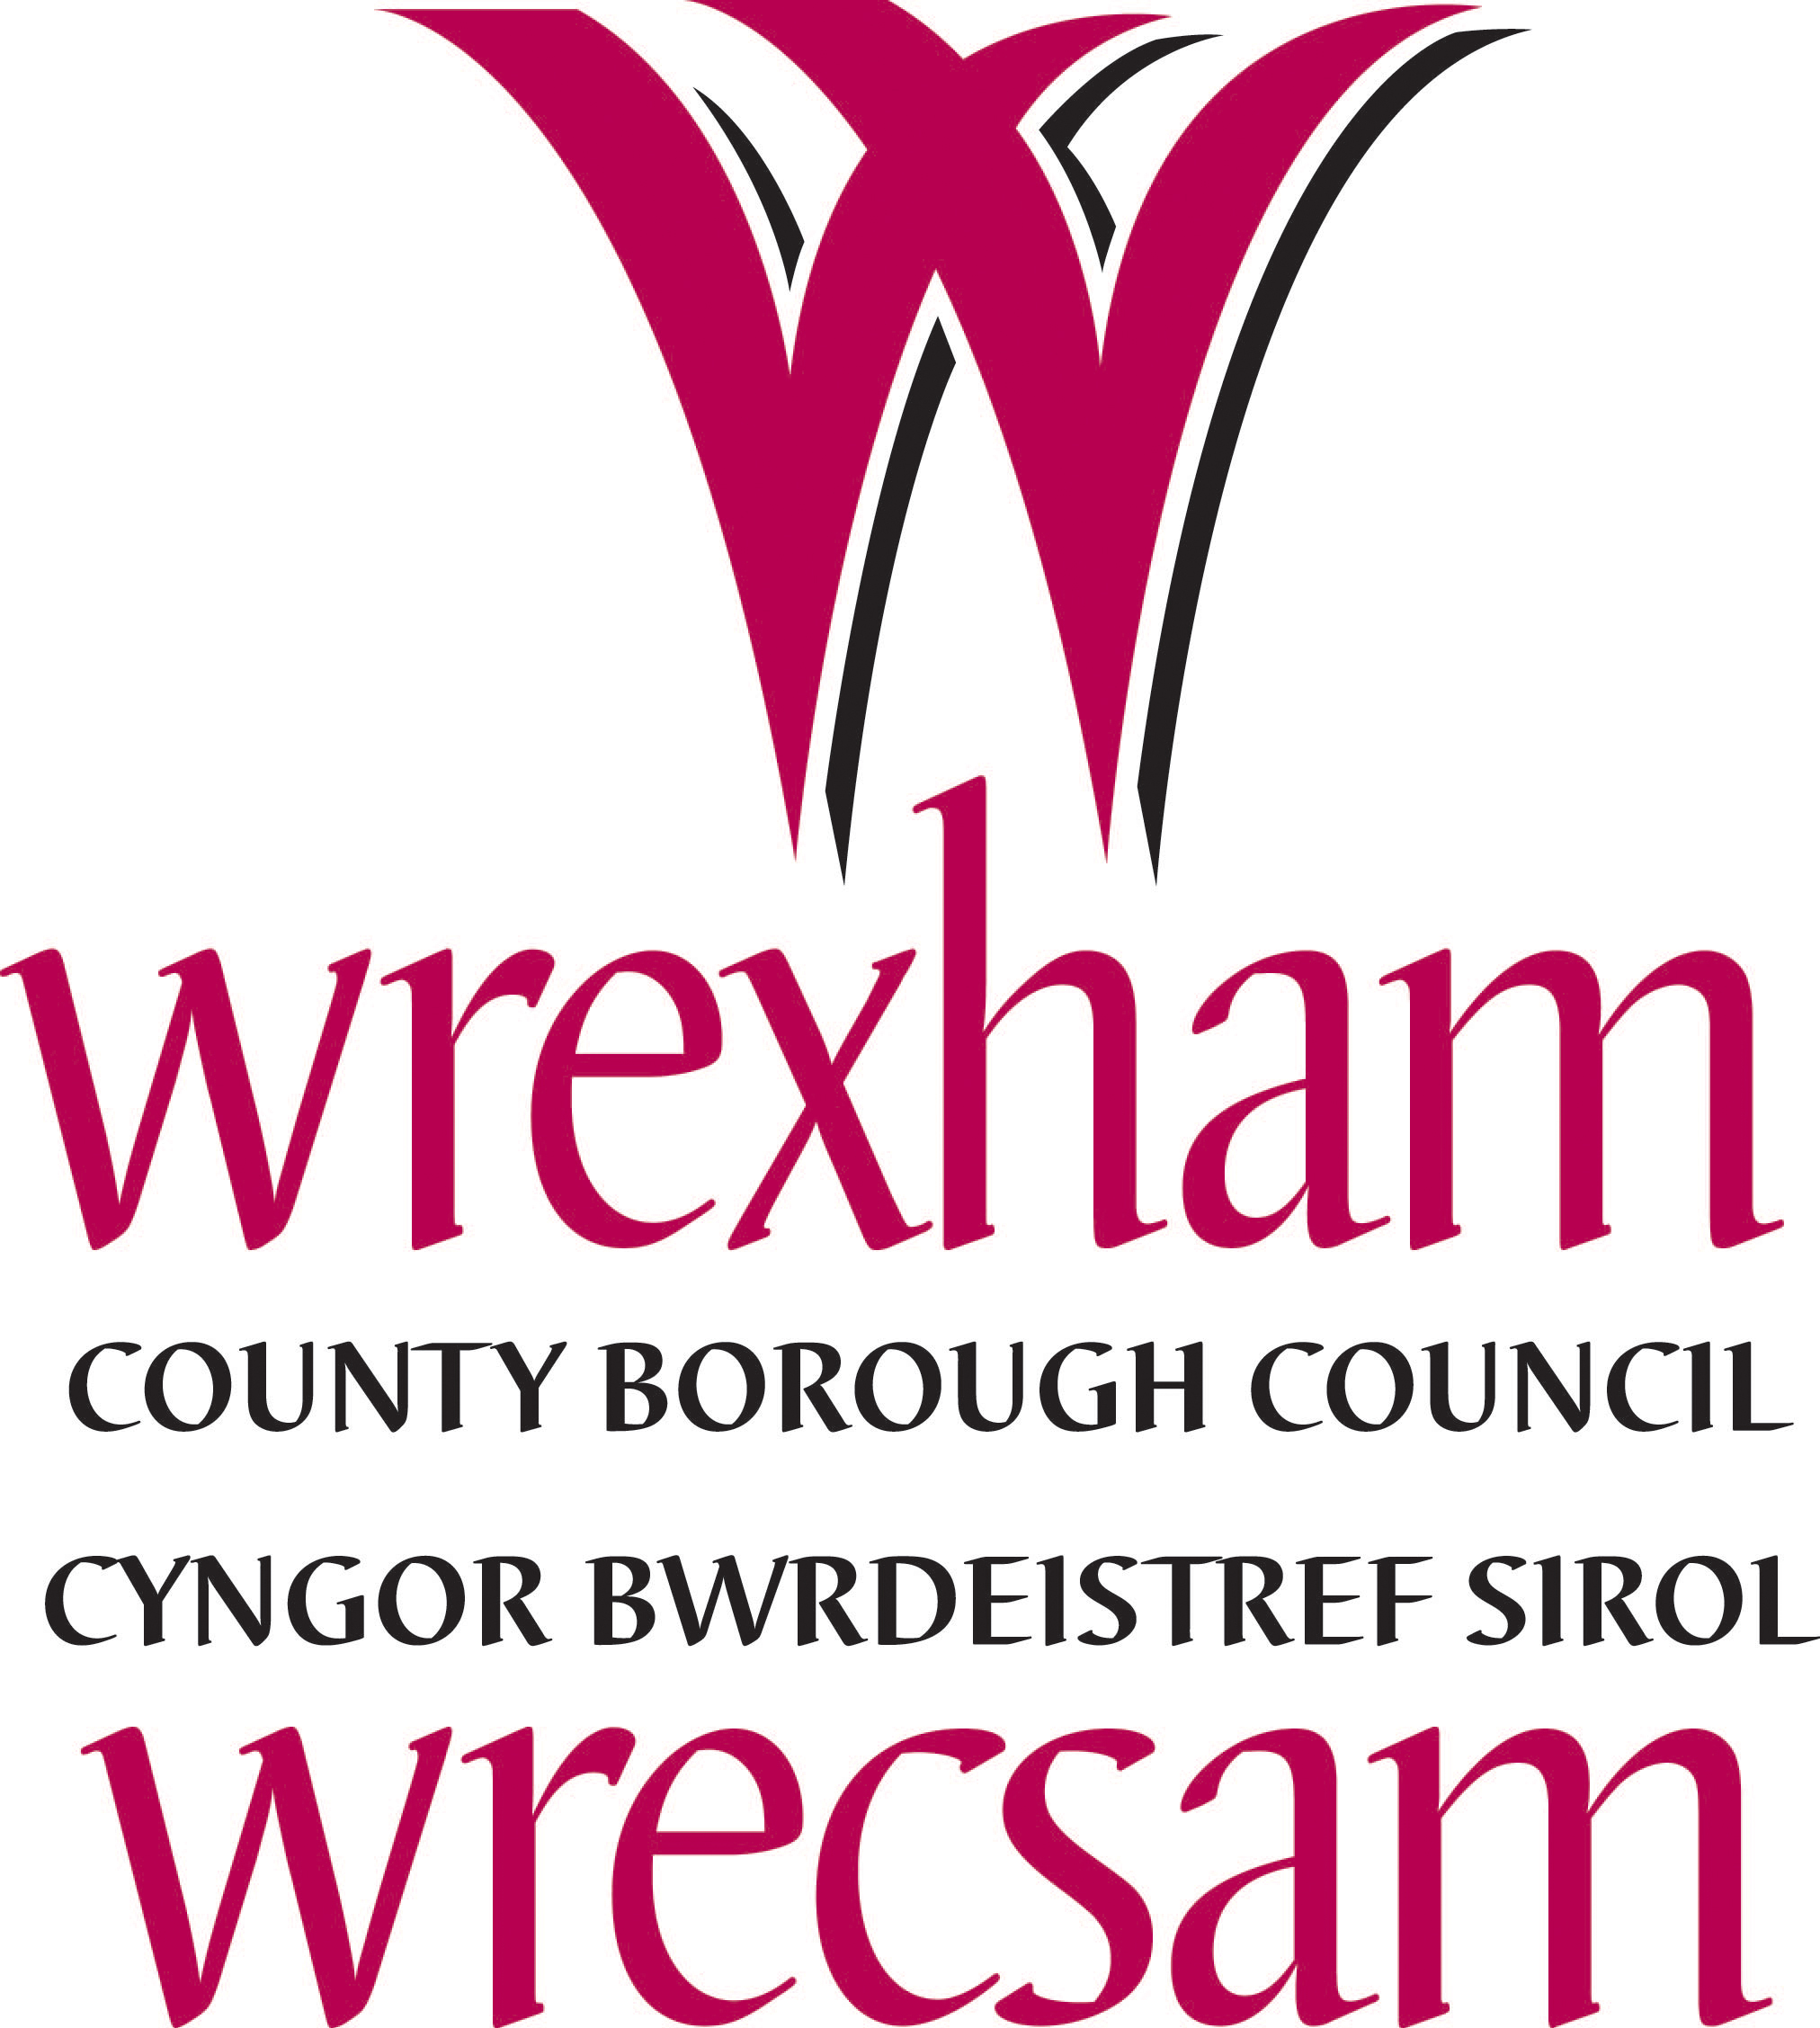 wrexham
COUNTY BOROUGH COUNCIL
CYNGOR BWRDEISTREF SIROL
wrecsam